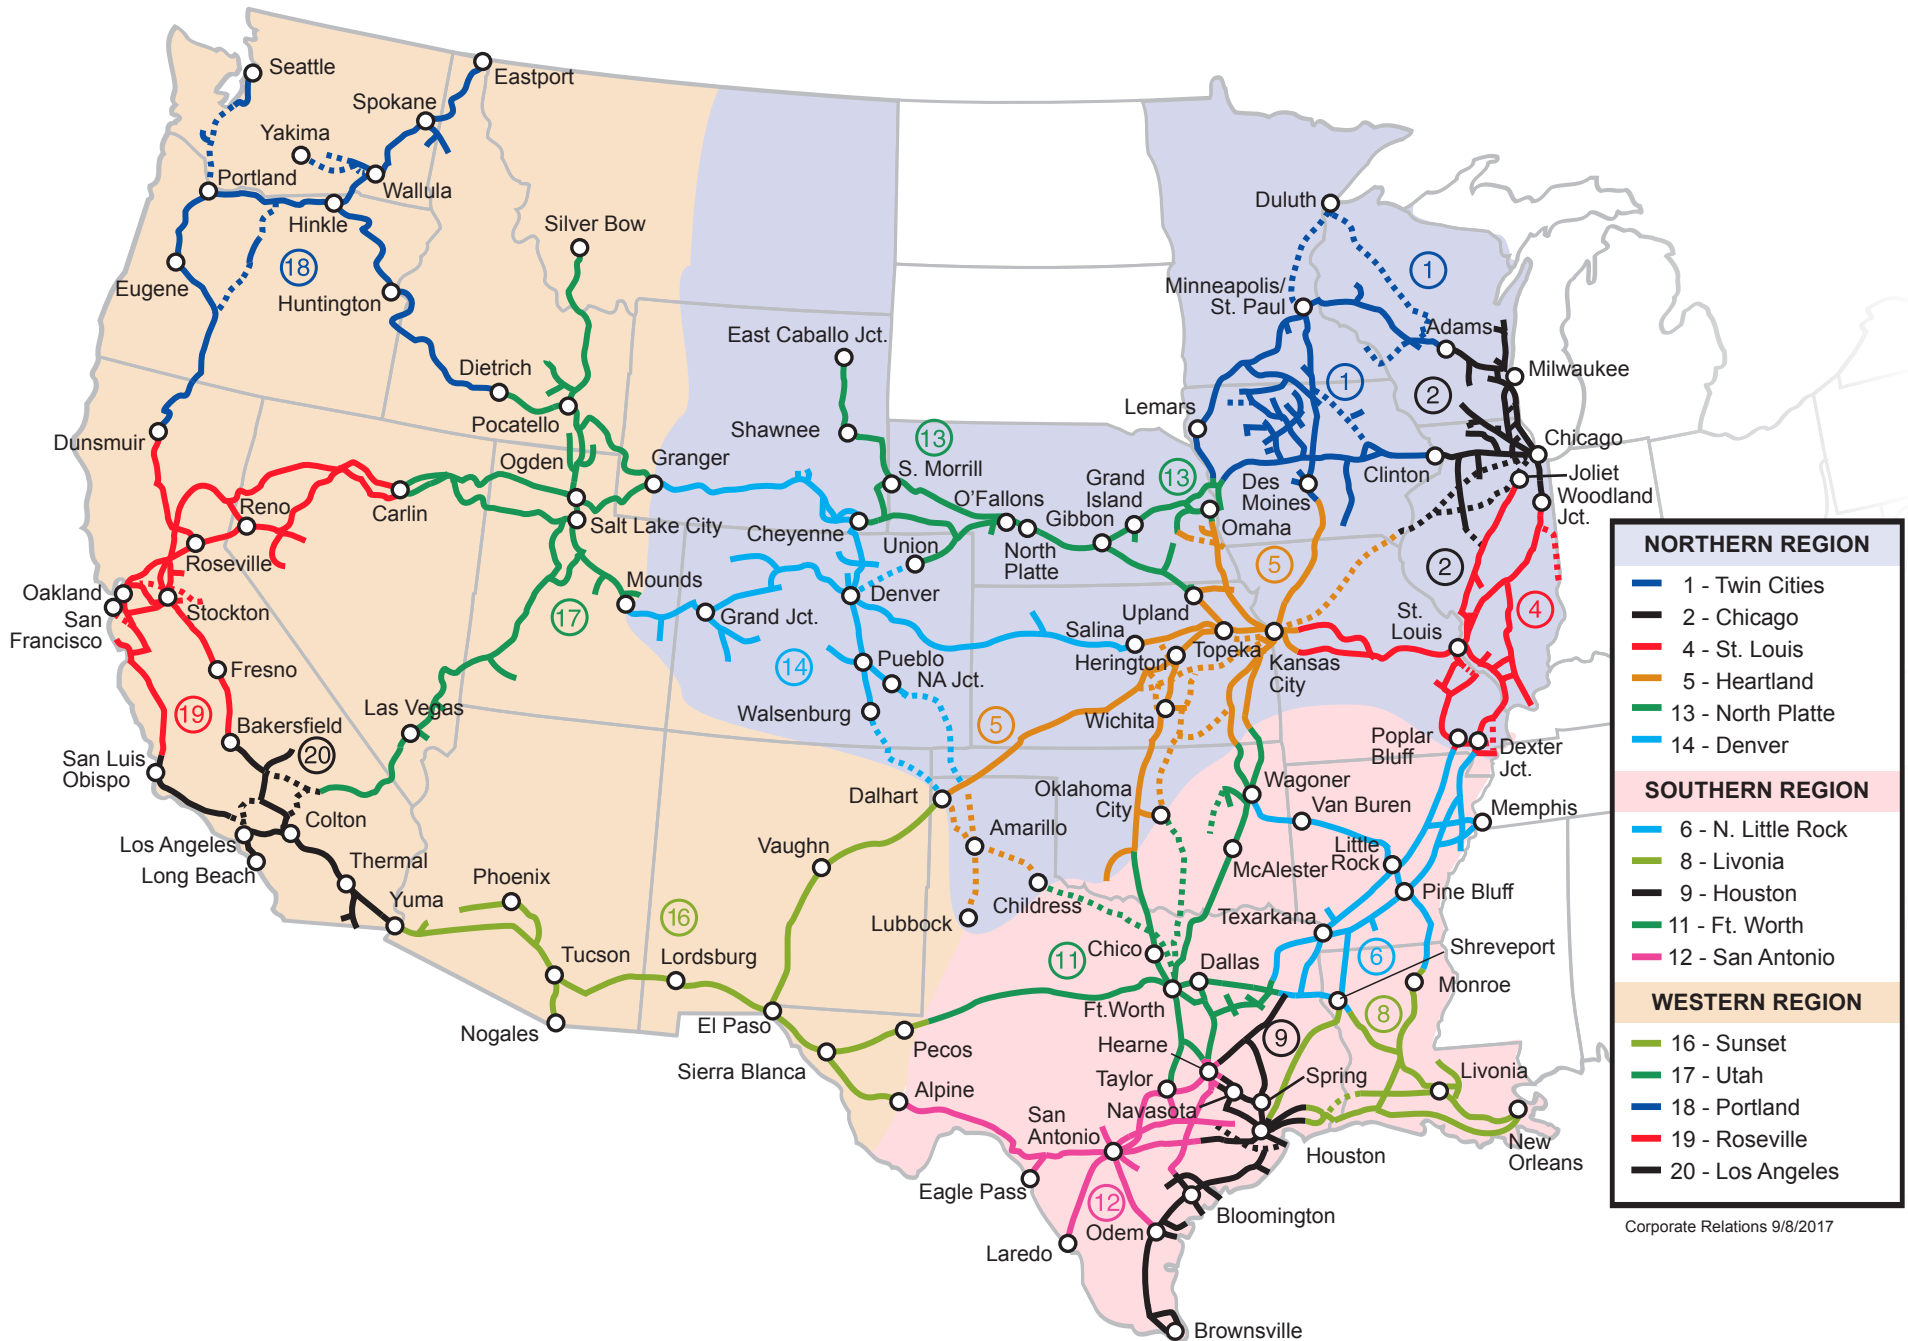 Seattle
Eastport
Spokane
Yakima
Portland
Wallula
Hinkle
Silver Bow
18
Eugene
Huntington
Dietrich
Pocatello
Dunsmuir
Ogden
Granger
Reno
Carlin
Salt Lake City
Roseville
Oakland
San
Francisco
Stockton
Mounds
Grand Jct.
17
Fresno
19
Las Vegas
Bakersfield
20
San Luis
Obispo
Colton
Los Angeles
Long Beach
Thermal
Yuma
Phoenix
Tucson
Nogales
16
Lordsburg
El Paso
Vaughn
Sierra Blanca
Pecos
Alpine
Duluth
1
Minneapolis/
St. Paul
Adams
Milwaukee
1
2
East Caballo Jct.
Lemars
Shawnee
13
S. Morrill
13
Chicago
Clinton
Joliet
Woodland
Jct.
Grand
Island
Des
Moines
O'Fallons
Gibbon
Omaha
Cheyenne
Union
North
Platte
5
2
4
Denver
Upland
St.
Louis
Salina
Topeka
Herington
Kansas
City
14
Pueblo
NA Jct.
Walsenburg
5
Wichita
Poplar
Bluff
Dexter
Jct.
Dalhart
Oklahoma
City
Wagoner
Van Buren
Memphis
Amarillo
Little
Rock
McAlester
Pine Bluff
Childress
Lubbock
Texarkana
Chico
Dallas
6
Shreveport
11
Monroe
Ft.Worth
8
Hearne
9
Taylor
Spring
Livonia
Navasota
San
Antonio
Houston
New
Orleans
Eagle Pass
12
Bloomington
Odem
Laredo
Brownsville
NORTHERN REGION
1 - Twin Cities
2 - Chicago
4 - St. Louis
5 - Heartland
13 - North Platte
14 - Denver
SOUTHERN REGION
6 - N. Little Rock
8 - Livonia
9 - Houston
11 - Ft. Worth
12 - San Antonio
WESTERN REGION
16 - Sunset
17 - Utah
18 - Portland
19 - Roseville
20 - Los Angeles
Corporate Relations 9/8/2017